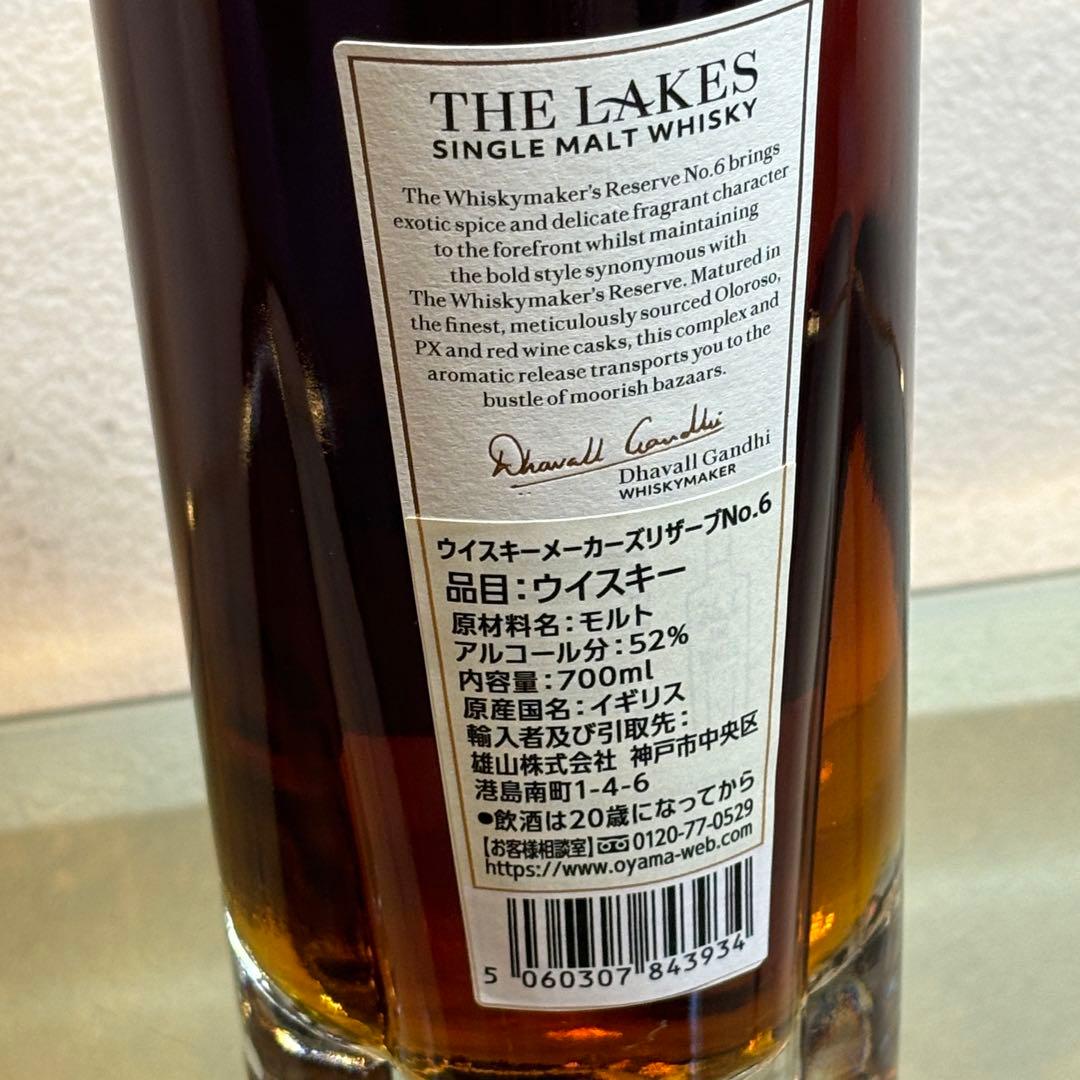 THE LAKES
SINGLE MALT WHISKY
The Whiskymaker's Reserve No.6 brings
exotic spice and delicate fragrant character
to the forefront whilst maintaining
the bold style synonymous with
The Whiskymaker's Reserve. Matured in
the finest, meticulously sourced Oloroso,
PX and red wine casks, this complex and
aromatic release transports you to the
bustle of moorish bazaars.
Dhavall Gandhi
Dhavall Gandhi
WHISKYMAKER
ウイスキーメーカーズリザーブNo.6
品目:ウイスキー
原材料名:モルト
アルコール分:52%
内容量:700ml
原産国名:イギリス
輸入者及び引取先:
雄山株式会社 神戸市中央区
港島南町1-4-6
●飲酒は20歳になってから
【お客様相談室】0120-77-0529
https://www.oyama-web.com
5 060307 843934